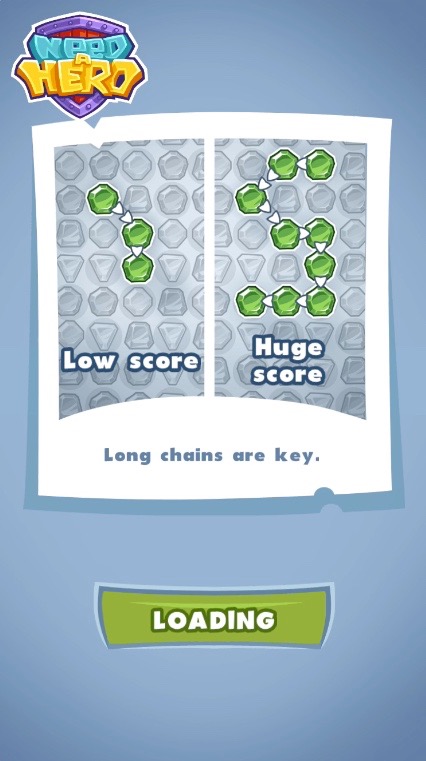 NEED
A
HERO
Low score
Huge
score
Long chains are key.
LOADING